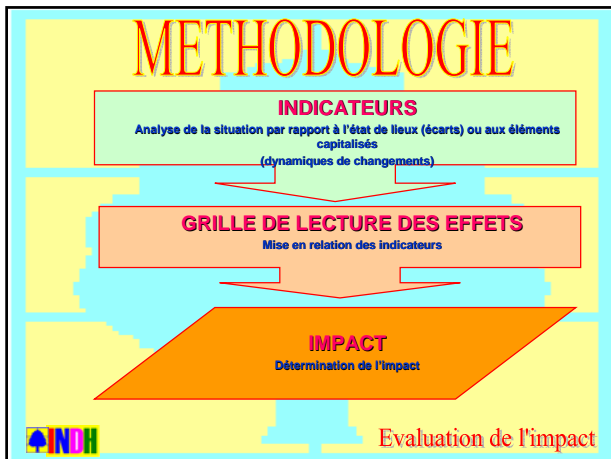 METHODOLOGIE
INDICATEURS
Analyse de la situation par rapport à l'état de lieux (écarts) ou aux éléments
capitalisés
(dynamiques de changements)
GRILLE DE LECTURE DES EFFETS
Mise en relation des indicateurs
IMPACT
Détermination de l'impact
INDH
Evaluation de l'impact